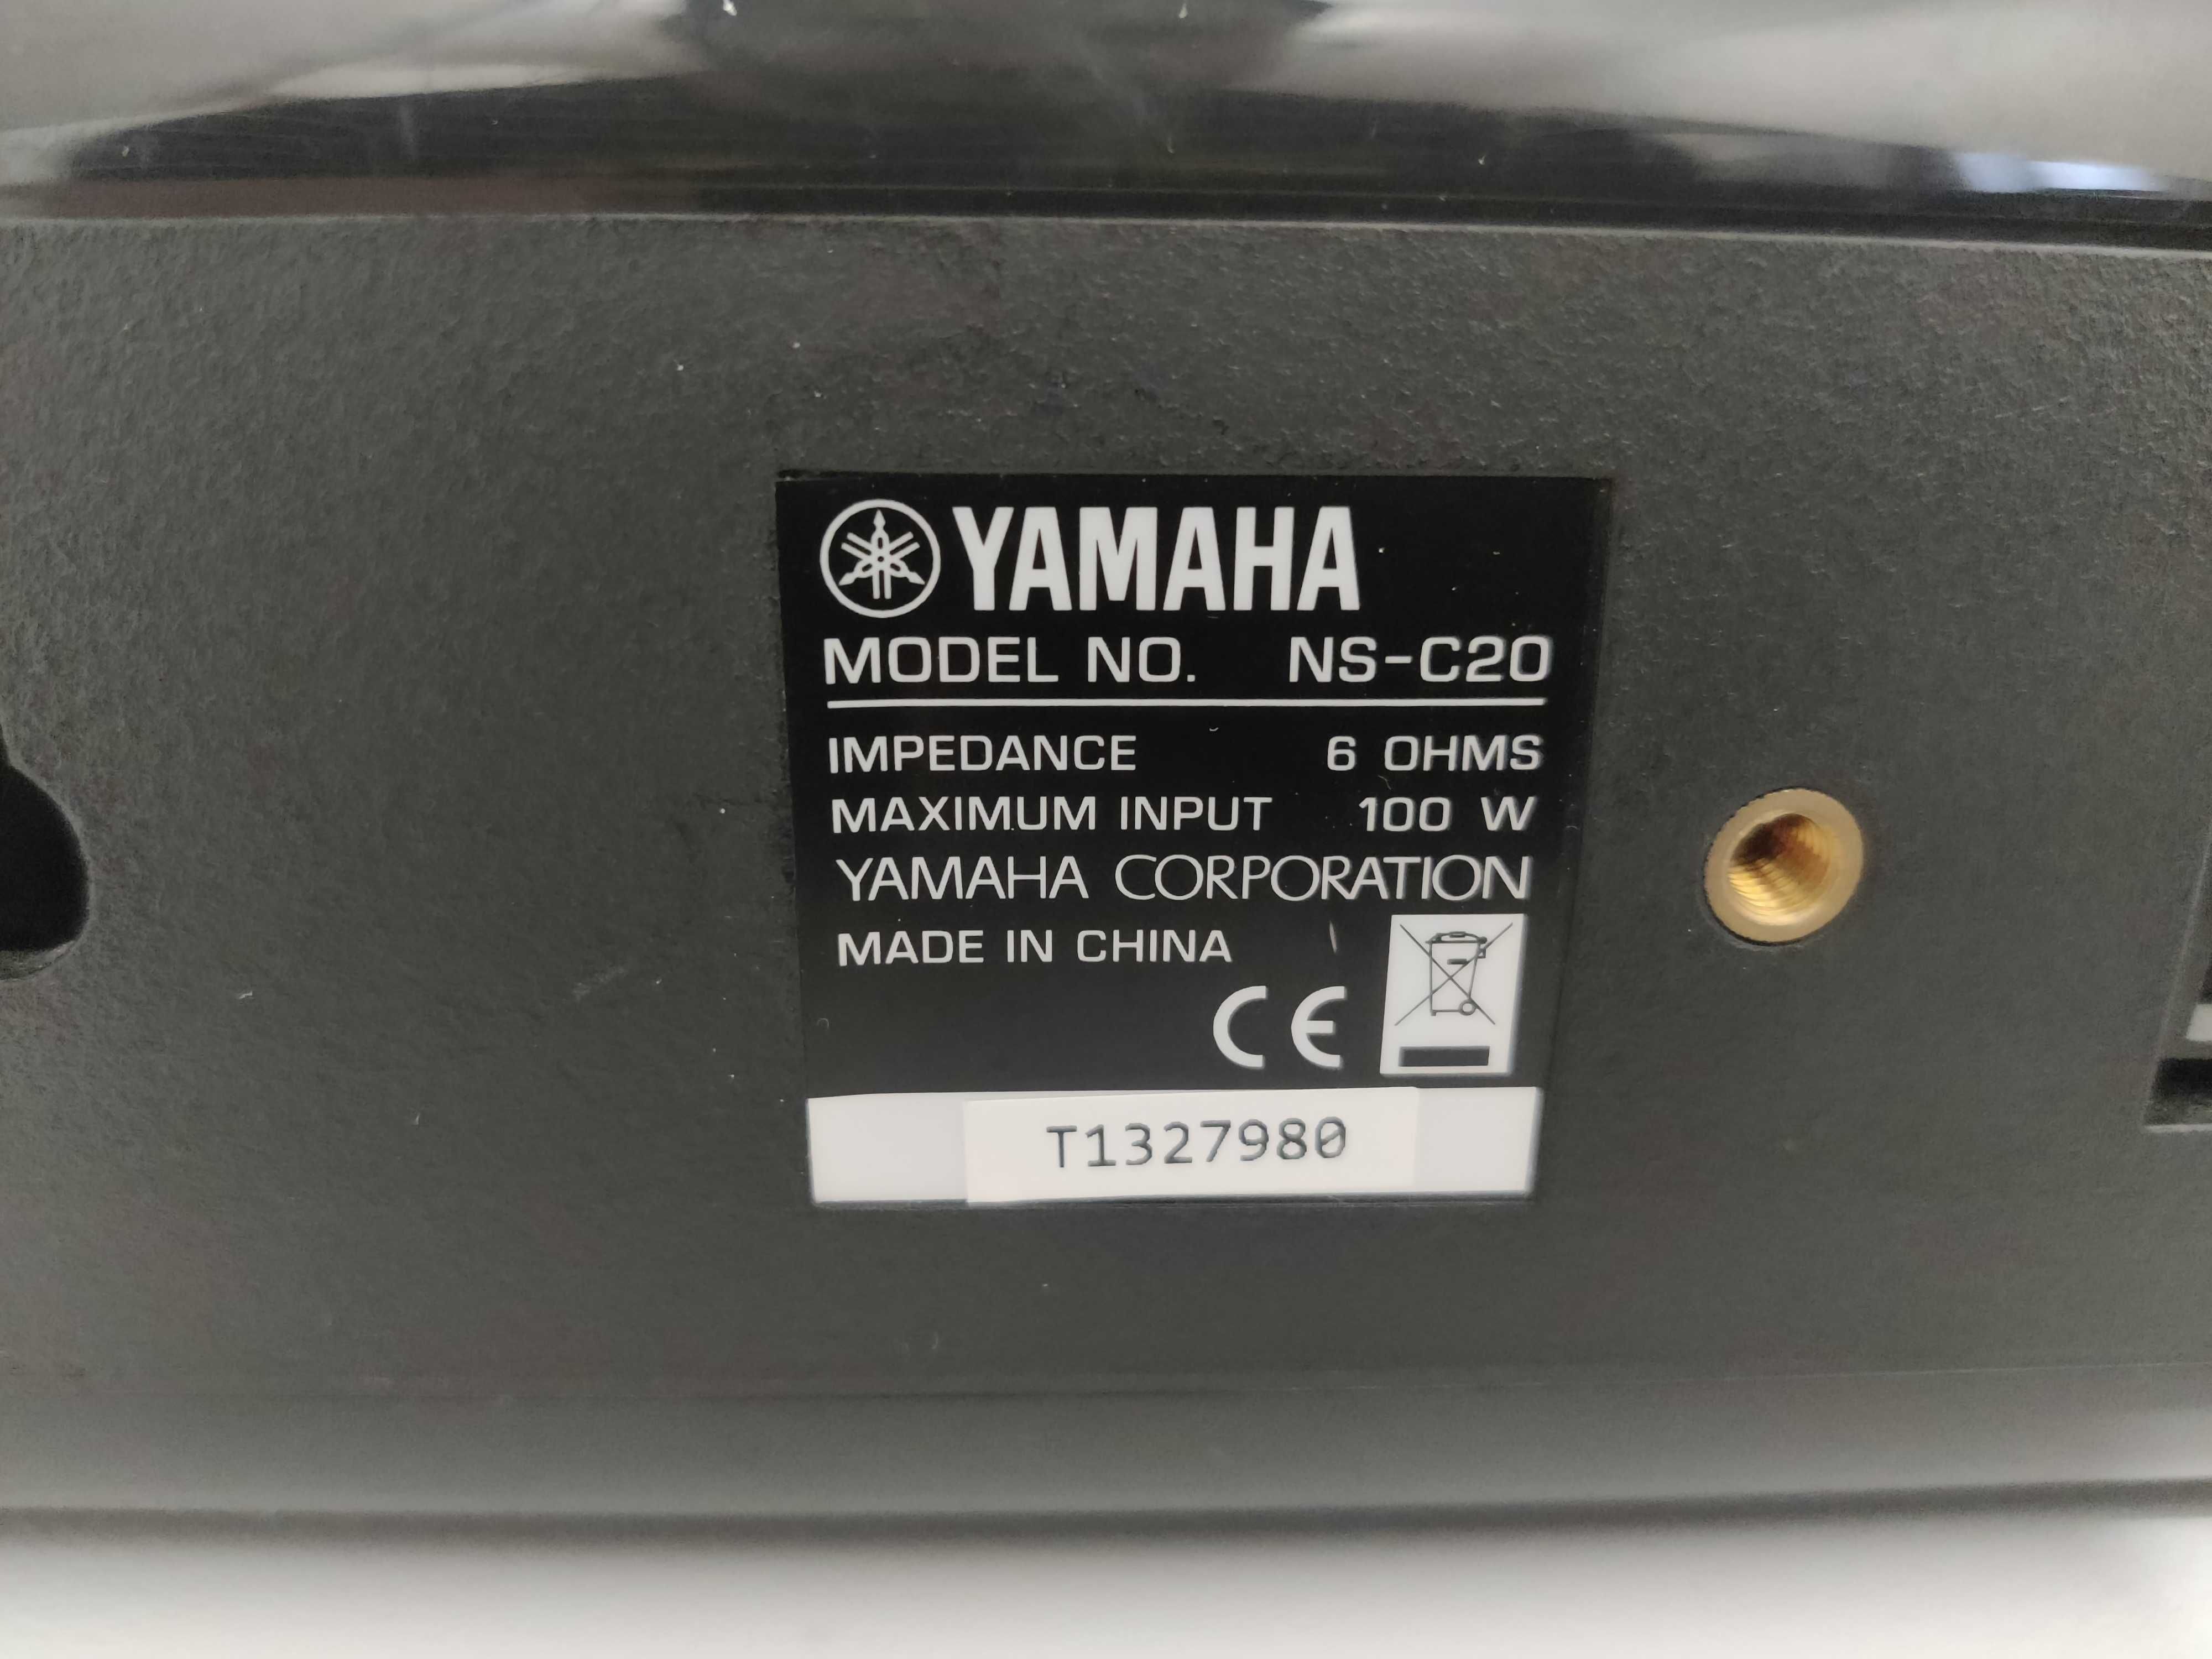 YAMAHA
MODEL NO. NS-C20
IMPEDANCE 6 OHMS
MAXIMUM INPUT 100 W
YAMAHA CORPORATION
MADE IN CHINA
CE
T1327980